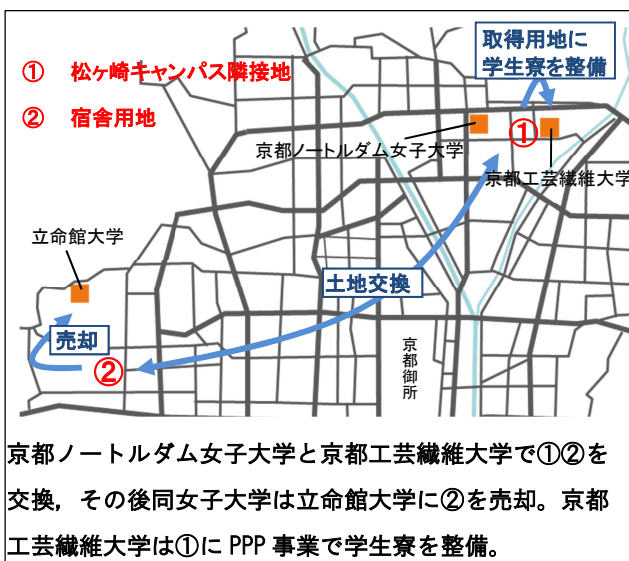 ① 松ヶ崎キャンパス隣接地
② 宿舎用地
取得用地に
学生寮を整備
①
京都ノートルダム女子大学
京都工芸繊維大学
立命館大学
土地交換
売却
②
京都御所
京都ノートルダム女子大学と京都工芸繊維大学で①②を
交換，その後同女子大学は立命館大学に②を売却。京都
工芸繊維大学は①に PPP 事業で学生寮を整備。